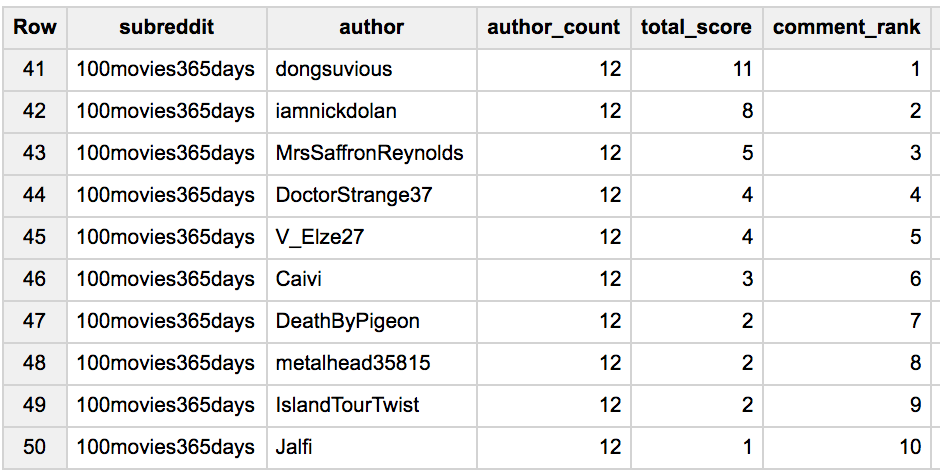 Row subreddit author author_count total_score comment_rank
41 100movies365days dongsuvious 12 11 1
42 100movies365days iamnickdolan 12 8 2
43 100movies365days MrsSaffronReynolds 12 5 3
44 100movies365days DoctorStrange37 12 4 4
45 100movies365days V_Elze27 12 4 5
46 100movies365days Caivi 12 3 6
47 100movies365days DeathByPigeon 12 2 7
48 100movies365days metalhead35815 12 2 8
49 100movies365days IslandTourTwist 12 2 9
50 100movies365days Jalfi 12 1 10